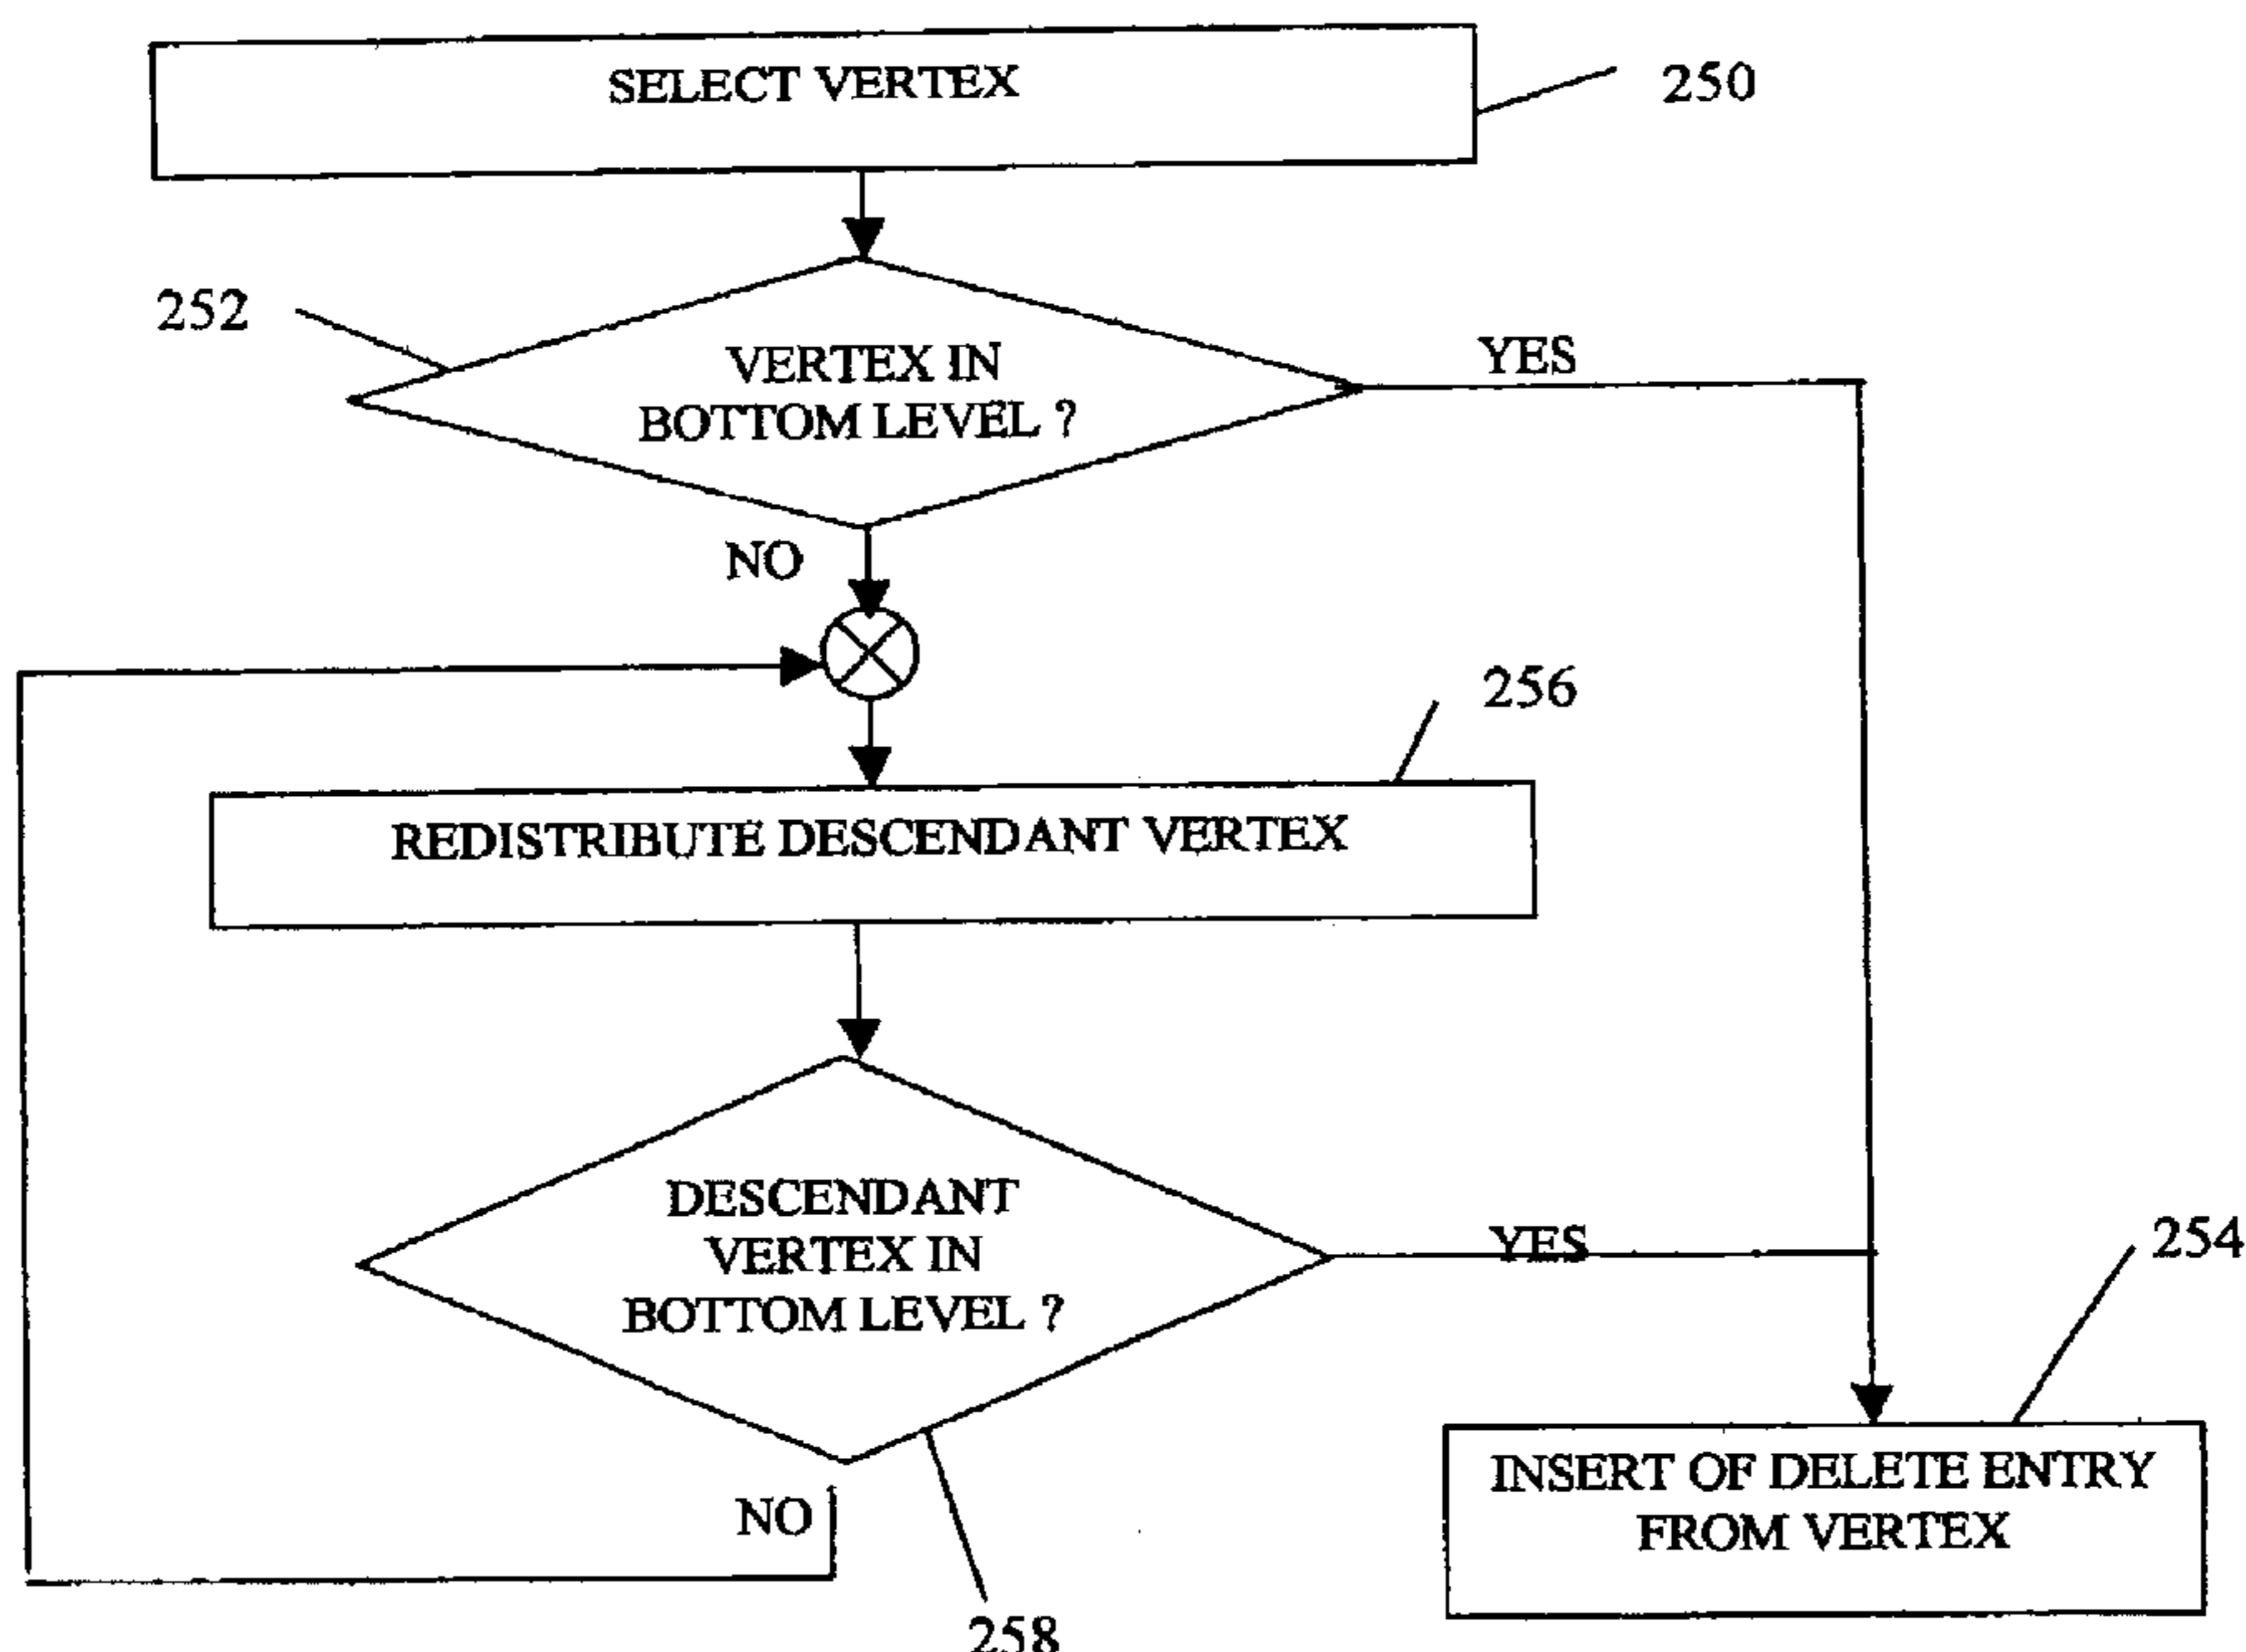 SELECT VERTEX
250
252
VERTEX IN
BOTTOM LEVEL ?
YES
NO
256
REDISTRIBUTE DESCENDANT VERTEX
DESCENDANT
VERTEX IN
BOTTOM LEVEL ?
YES
254
INSERT OF DELETE ENTRY
FROM VERTEX
NO
258